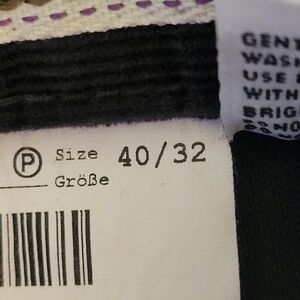 GENT
WASH
USE
WITH
BRIG
P Size 40/32
Größe